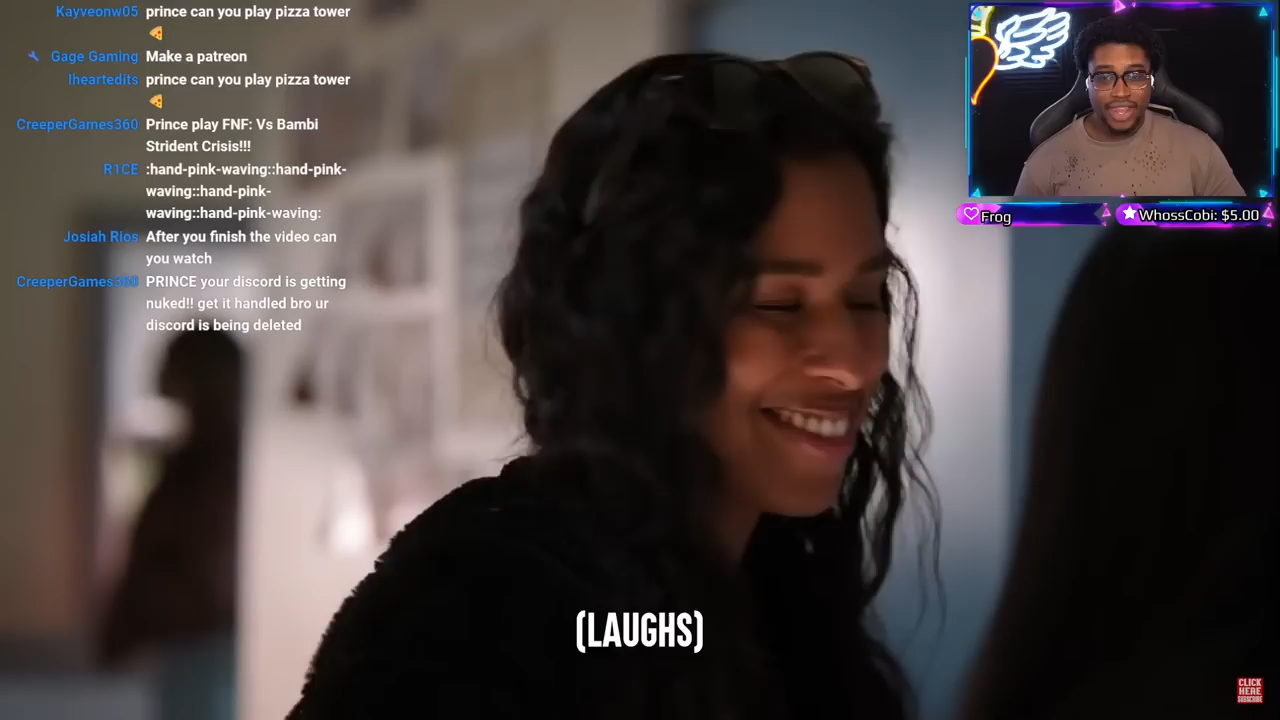 Kayveonw05 prince can you play pizza tower
Gage Gaming Make a patreon
Iheartedits prince can you play pizza tower
CreeperGames360 Prince play FNF: Vs Bambi
Strident Crisis!!!
R1CE :hand-pink-waving::hand-pink-
waving::hand-pink-
waving::hand-pink-waving:
Josiah Rios After you finish the video can
you watch
CreeperGames360 PRINCE your discord is getting
nuked!! get it handled bro ur
discord is being deleted
Frog
WhossCobi: $5.00
(LAUGHS)
CLICK
HERE
SUBSCRIBE